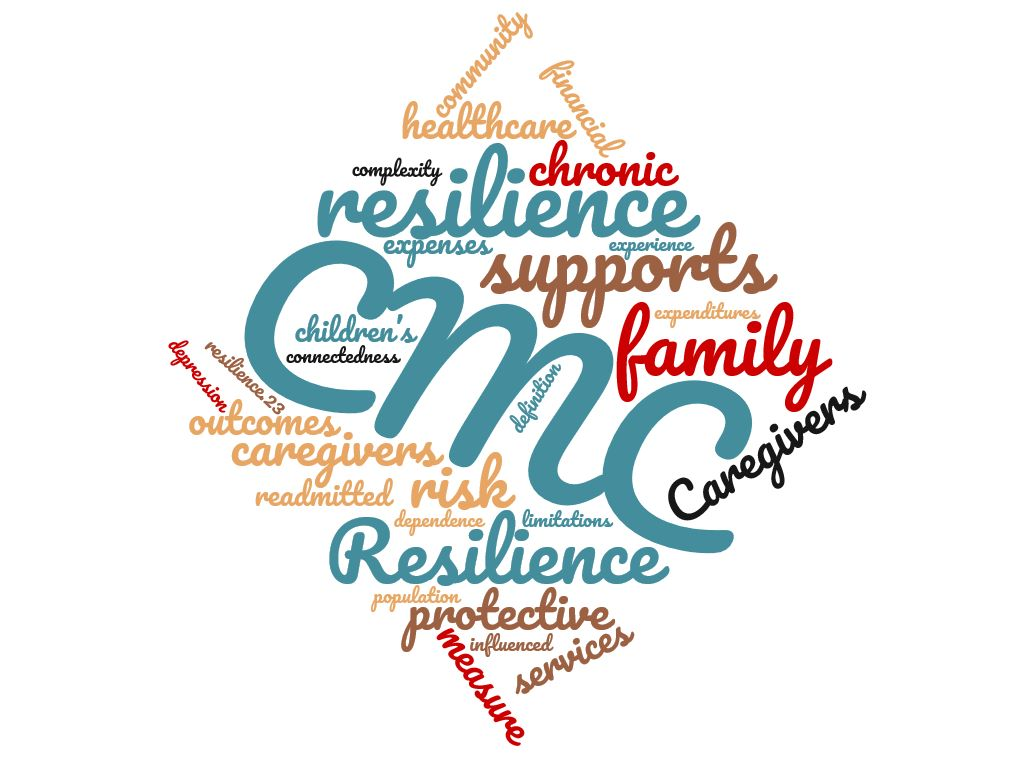 community
financial
healthcare
complexity
chronic
resilience
expenses
experience
supports
CMC
children's
connectedness
expenditures
family
depression
resilience.23
definition
Caregivers
outcomes
caregivers
readmitted
risk
dependence
limitations
Resilience
population
protective
influenced
measure
services